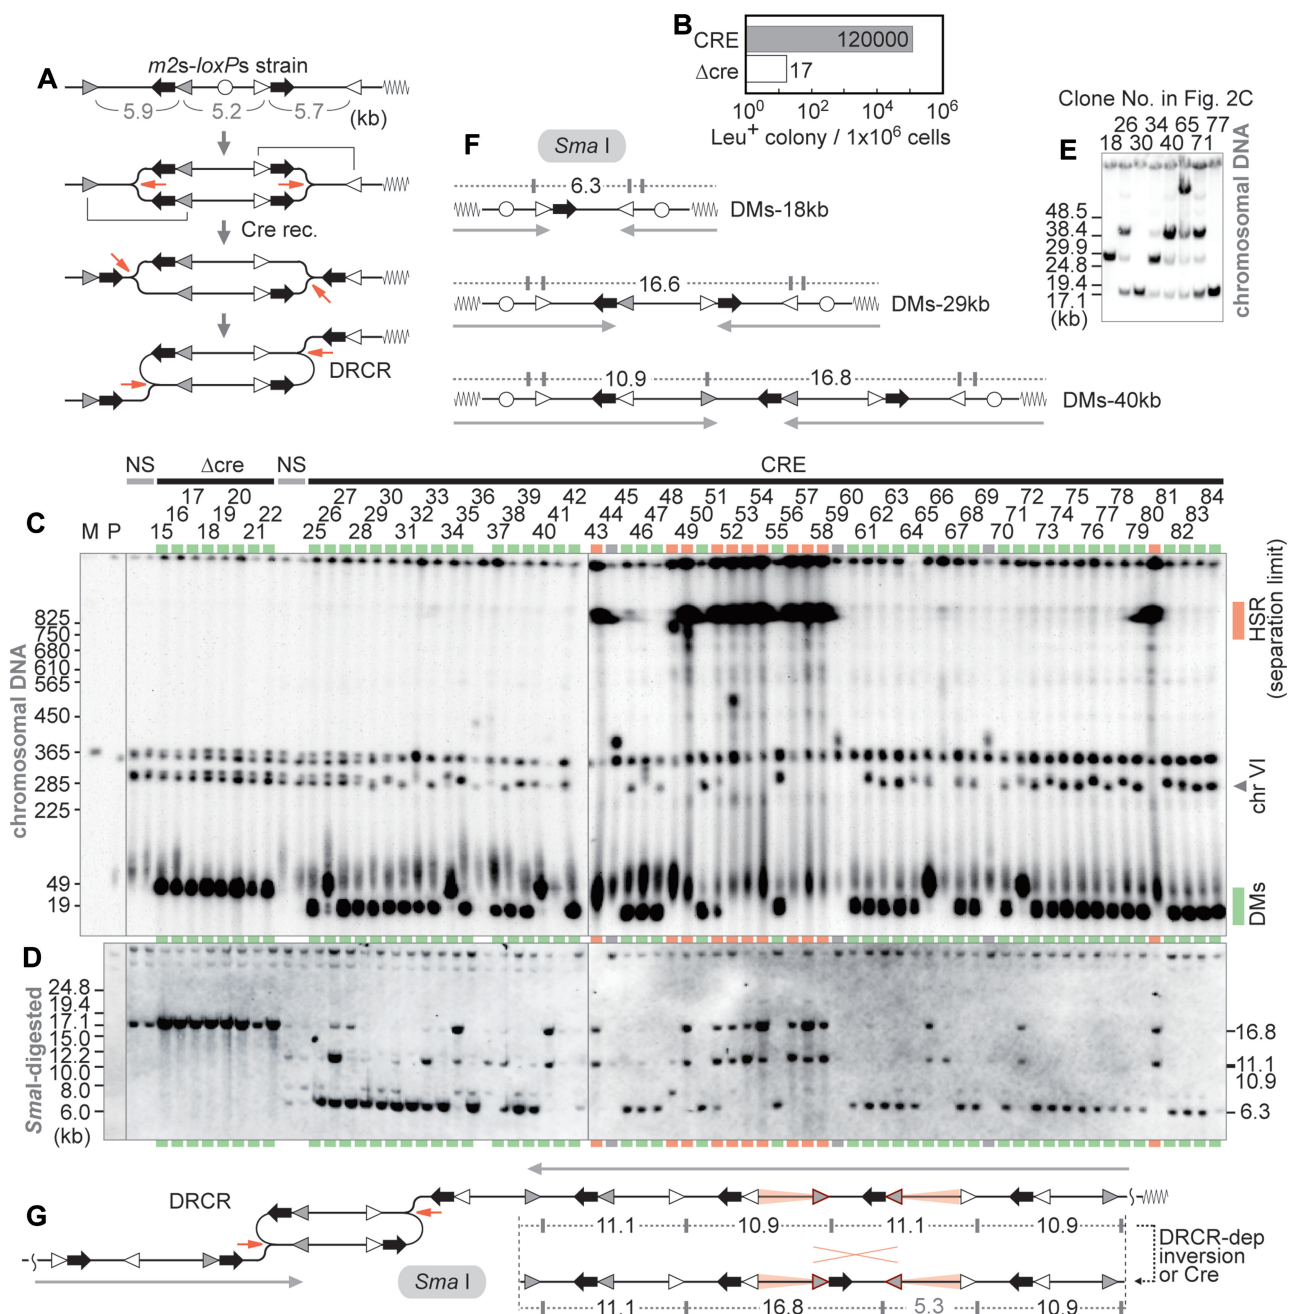 A
m2s-loxPs strain
5.9 5.2 5.7 (kb)
Cre rec.
DRCR
B
CRE 120000
Δcre 17
10^0 10^2 10^4 10^6
Leu+ colony / 1x10^6 cells
F
Sma I
6.3
DMs-18kb
16.6
DMs-29kb
10.9 16.8
DMs-40kb
Clone No. in Fig. 2C
E
26 34 65 77
18 30 40 71
48.5
38.4
29.9
24.8
19.4
17.1
(kb)
chromosomal DNA
C
NS Δcre NS CRE
17 20 27 30 33 36 39 42 45 48 51 54 57 60 63 66 69 72 75 78 81 84
16 19 22 26 29 32 35 38 41 44 47 50 53 56 59 62 65 68 71 74 77 80 83
M P 15 18 21 25 28 31 34 37 40 43 46 49 52 55 58 61 64 67 70 73 76 79 82
825
750
680
610
565
450
365
285
225
49
19
chromosomal DNA
HSR
(separation limit)
chr VI
DMs
D
24.8
19.4
17.1
15.0
12.2
10.0
8.0
6.0
(kb)
SmaI-digested
16.8
11.1
10.9
6.3
G
DRCR
Sma I
11.1 10.9 11.1 10.9
DRCR-dep
inversion
or Cre
11.1 16.8 5.3 10.9